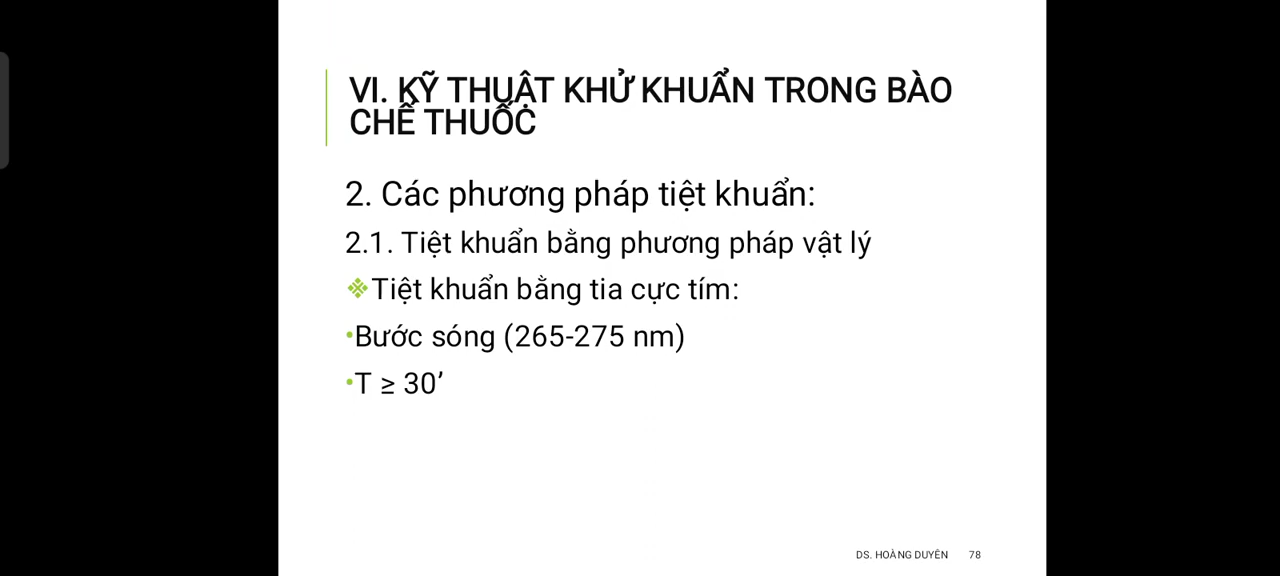 VI. KỸ THUẬT KHỬ KHUẨN TRONG BÀO
CHẾ THUỐC
2. Các phương pháp tiệt khuẩn:
2.1. Tiệt khuẩn bằng phương pháp vật lý
❖Tiệt khuẩn bằng tia cực tím:
•Bước sóng (265-275 nm)
•T ≥ 30’
DS. HOÀNG DUYÊN 78